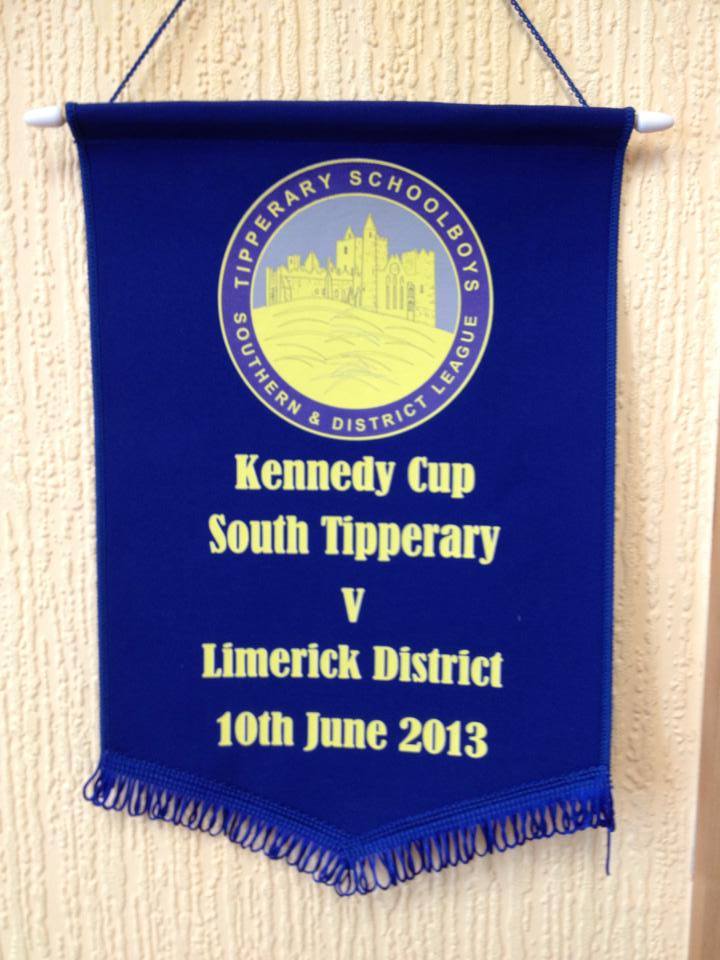 TIPPERARY SCHOOLBOYS
SOUTHERN & DISTRICT LEAGUE
Kennedy Cup
South Tipperary
V
Limerick District
10th June 2013